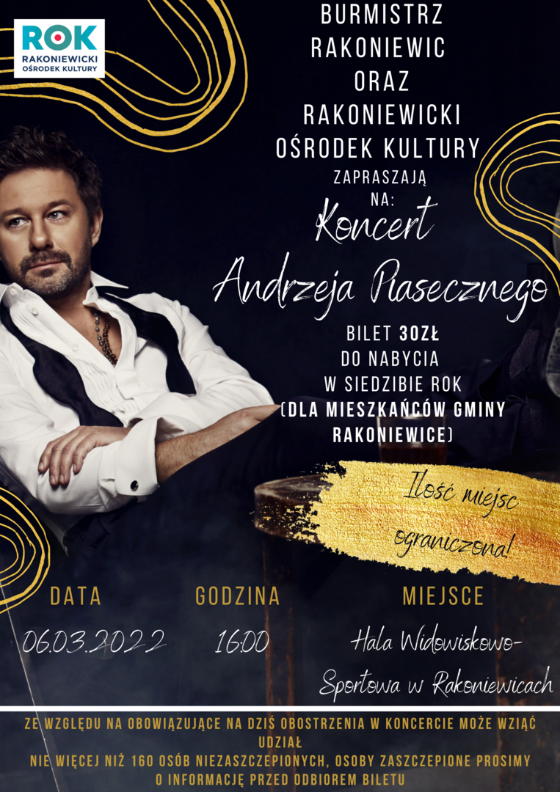 ROK
RAKONIEWICKI
OŚRODEK KULTURY
BURMISTRZ
RAKONIEWIC
ORAZ
RAKONIEWICKI
OŚRODEK KULTURY
ZAPRASZAJĄ
NA:
Koncert
Andrzeja Piasecznego
BILET 30ZŁ
DO NABYCIA
W SIEDZIBIE ROK
(DLA MIESZKAŃCÓW GMINY
RAKONIEWICE)
Ilość miejsc
ograniczona!
DATA
06.03.2022
GODZINA
16:00
MIEJSCE
Hala Widowiskowo-
Sportowa w Rakoniewicach
ZE WZGLĘDU NA OBOWIĄZUJĄCE NA DZIŚ OBOSTRZENIA W KONCERCIE MOŻE WZIĄĆ
UDZIAŁ
NIE WIĘCEJ NIŻ 160 OSÓB NIEZASZCZEPIONYCH, OSOBY ZASZCZEPIONE PROSIMY
O INFORMACJĘ PRZED ODBIOREM BILETU